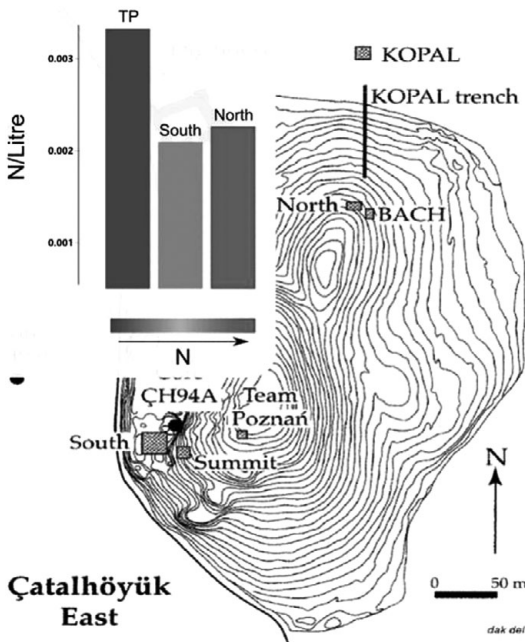 TP
0.003
KOPAL
KOPAL trench
North
South
N/Litre
0.002
North
BACH
0.001
N
ÇH94A
Team
Poznań
South
Summit
N
Çatalhöyük
East
0
50 m